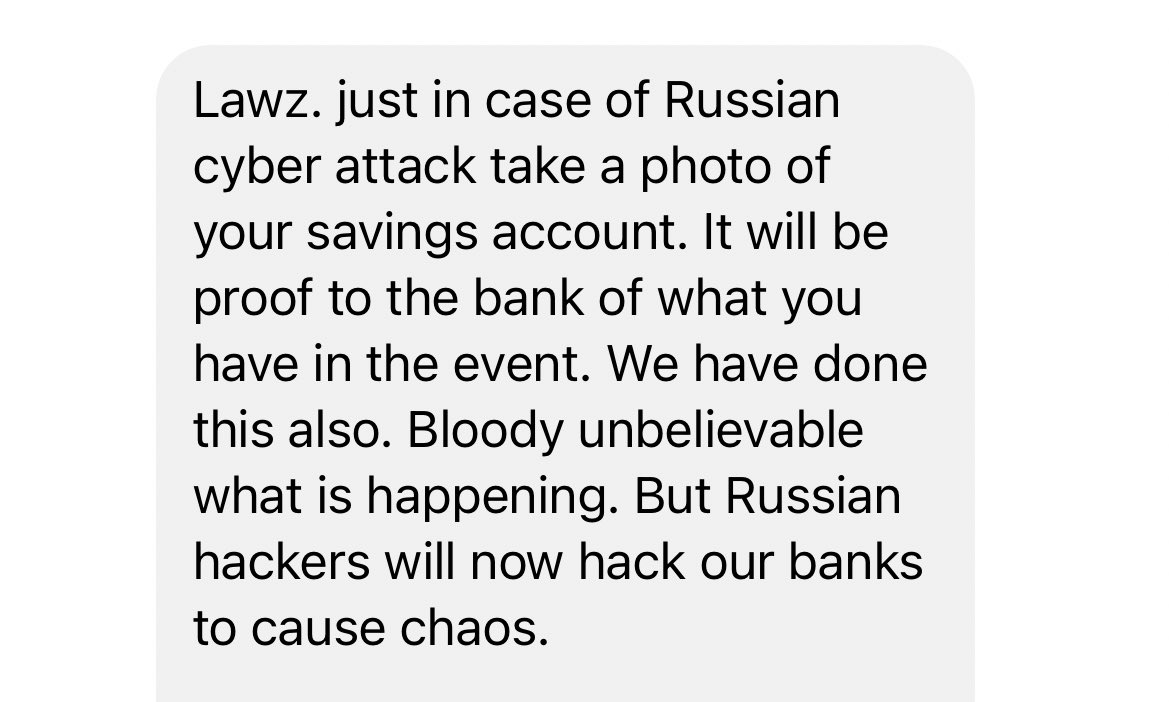 Lawz. just in case of Russian
cyber attack take a photo of
your savings account. It will be
proof to the bank of what you
have in the event. We have done
this also. Bloody unbelievable
what is happening. But Russian
hackers will now hack our banks
to cause chaos.